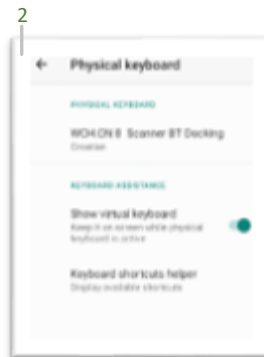 2
Physical keyboard
PHYSICAL KEYBOARD
Scanner BT Docking
Croatian
KEYBOARD ASSISTANCE
Show virtual keyboard
Keep it on screen while physical
keyboard is active
Keyboard shortcuts helper
Display available shortcuts